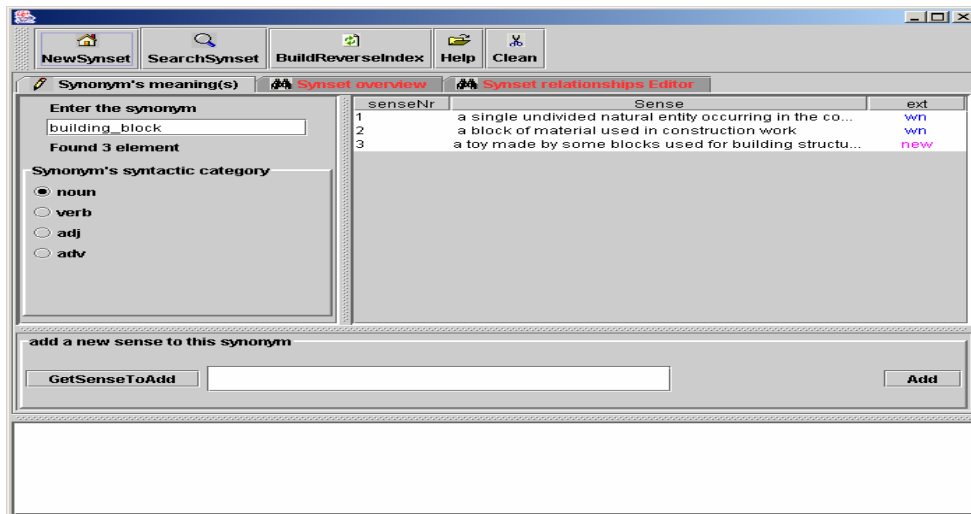 NewSynset SearchSynset BuildReverseIndex Help Clean
Synonym's meaning(s) Synset overview Synset relationships Editor
Enter the synonym
building_block
Found 3 element
Synonym's syntactic category
noun
verb
adj
adv
senseNr Sense ext
1 a single undivided natural entity occurring in the co... wn
2 a block of material used in construction work wn
3 a toy made by some blocks used for building structu... new
add a new sense to this synonym
GetSenseToAdd Add